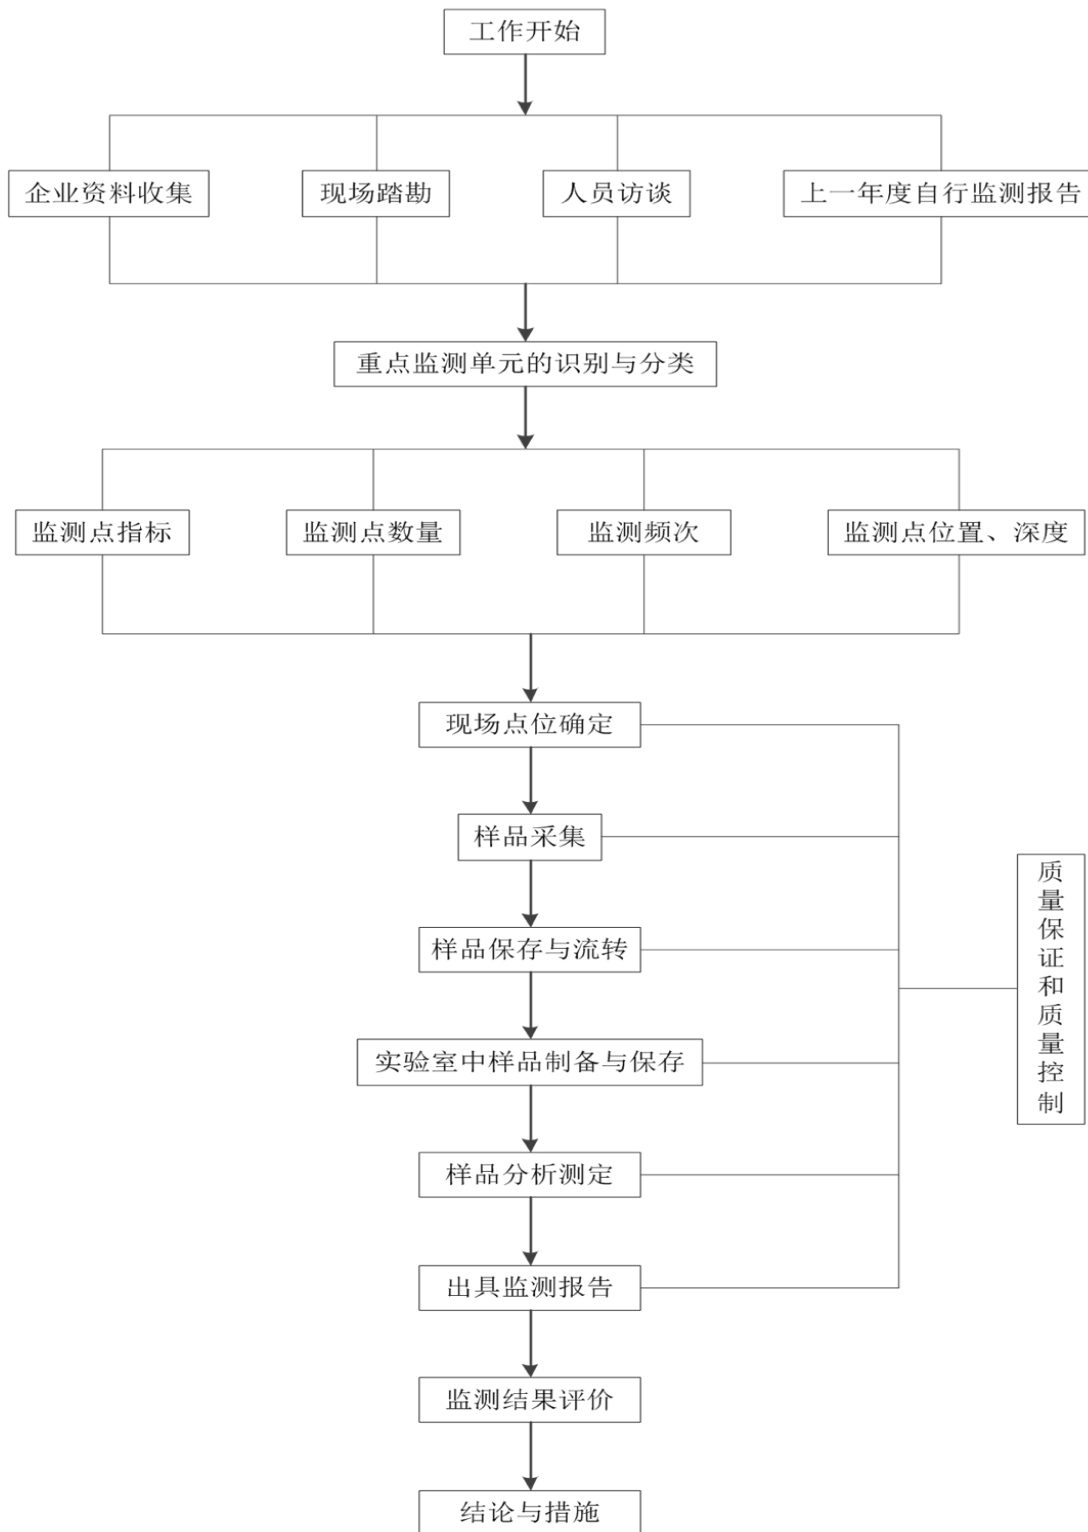 工作开始
企业资料收集
现场踏勘
人员访谈
上一年度自行监测报告
重点监测单元的识别与分类
监测点指标
监测点数量
监测频次
监测点位置、深度
现场点位确定
样品采集
样品保存与流转
实验室中样品制备与保存
样品分析测定
出具监测报告
质量保证和质量控制
监测结果评价
结论与措施